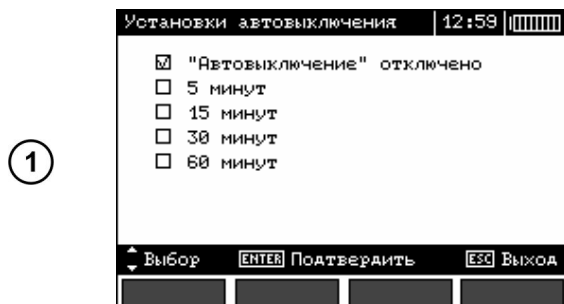 Установки автовыключения 12:59
"Автовыключение" отключено
5 минут
15 минут
30 минут
60 минут
1
Выбор ENTER Подтвердить ESC Выход